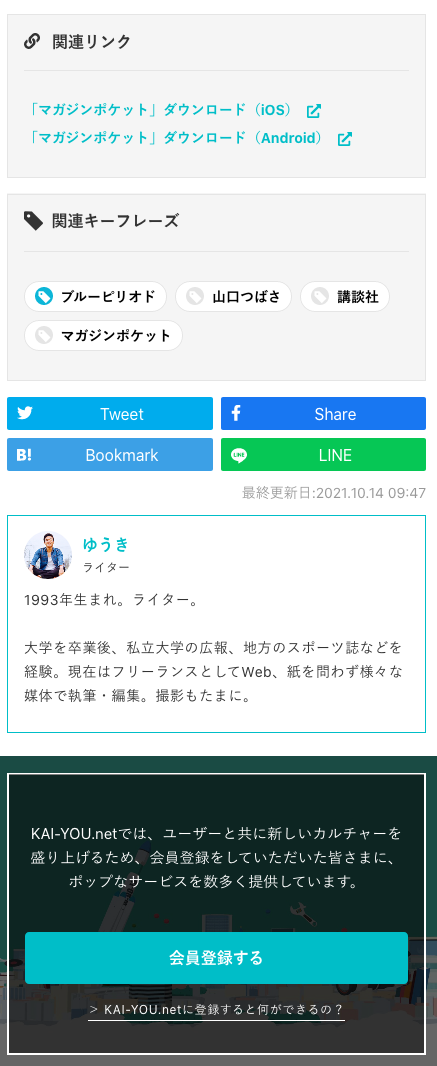 関連リンク
「マガジンポケット」ダウンロード（iOS）
「マガジンポケット」ダウンロード（Android）
関連キーフレーズ
ブルーピリオド
山口つばさ
講談社
マガジンポケット
Tweet
Share
B! Bookmark
LINE
最終更新日:2021.10.14 09:47
ゆうき
ライター
1993年生まれ。ライター。
大学を卒業後、私立大学の広報、地方のスポーツ誌などを
経験。現在はフリーランスとしてWeb、紙を問わず様々な
媒体で執筆・編集。撮影もたまに。
KAI-YOU.netでは、ユーザーと共に新しいカルチャーを
盛り上げるため、会員登録をしていただいた皆さまに、
ポップなサービスを数多く提供しています。
会員登録する
＞ KAI-YOU.netに登録すると何ができるの？